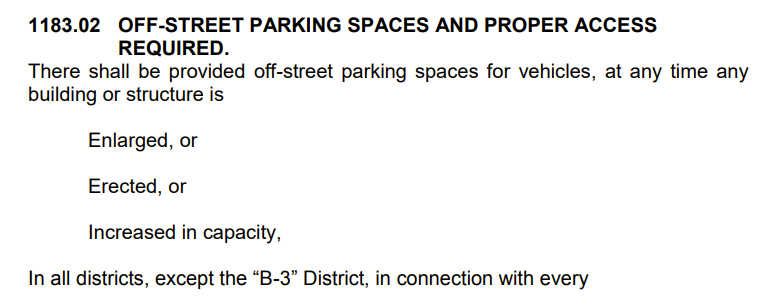 1183.02 OFF-STREET PARKING SPACES AND PROPER ACCESS
REQUIRED.
There shall be provided off-street parking spaces for vehicles, at any time any
building or structure is
Enlarged, or
Erected, or
Increased in capacity,
In all districts, except the “B-3” District, in connection with every